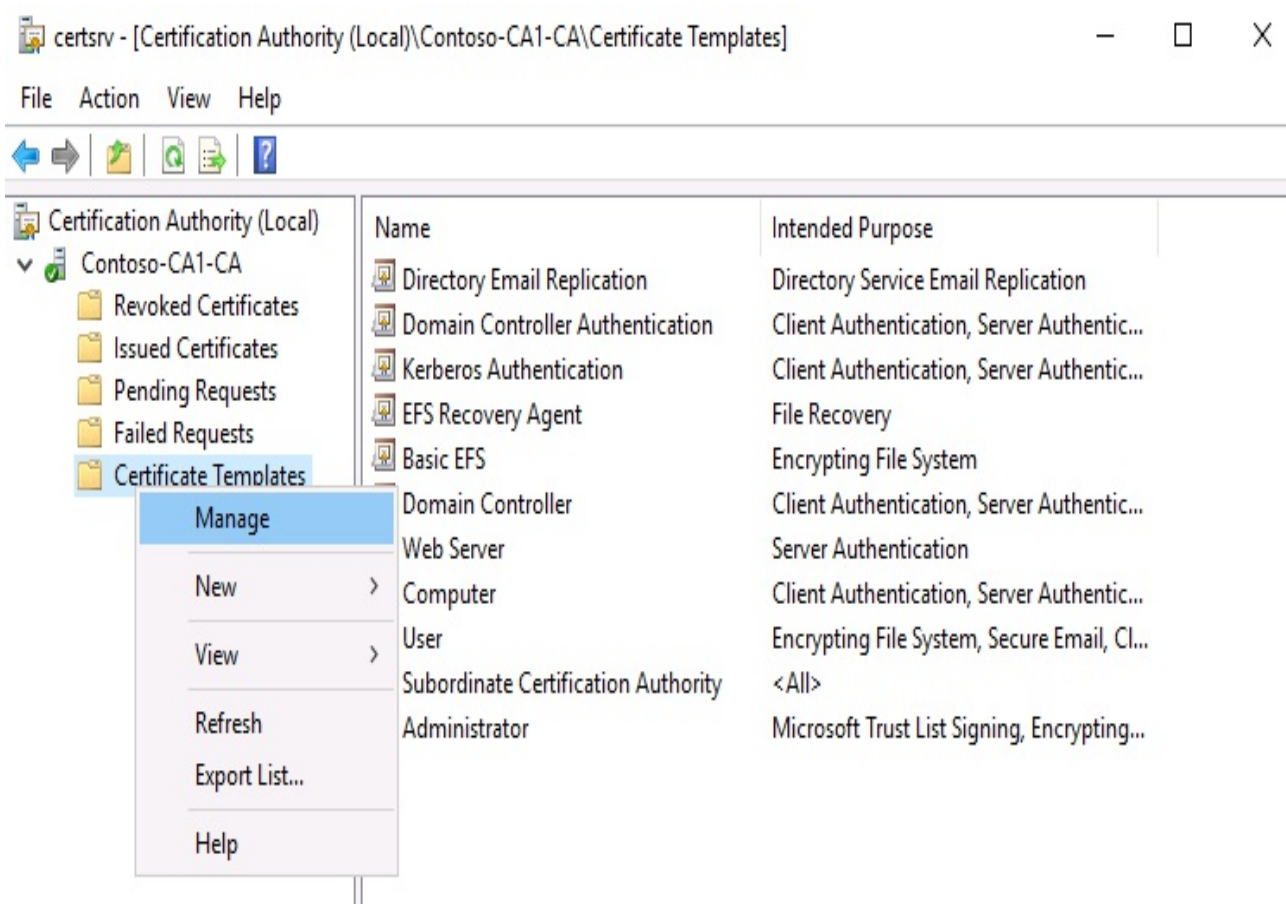 certsrv - [Certification Authority (Local)\Contoso-CA1-CA\Certificate Templates]
File Action View Help
Certification Authority (Local)
Contoso-CA1-CA
Revoked Certificates
Issued Certificates
Pending Requests
Failed Requests
Certificate Templates
Manage
New
View
Refresh
Export List...
Help
Name Intended Purpose
Directory Email Replication Directory Service Email Replication
Domain Controller Authentication Client Authentication, Server Authentic...
Kerberos Authentication Client Authentication, Server Authentic...
EFS Recovery Agent File Recovery
Basic EFS Encrypting File System
Domain Controller Client Authentication, Server Authentic...
Web Server Server Authentication
Computer Client Authentication, Server Authentic...
User Encrypting File System, Secure Email, Cl...
Subordinate Certification Authority <All>
Administrator Microsoft Trust List Signing, Encrypting...